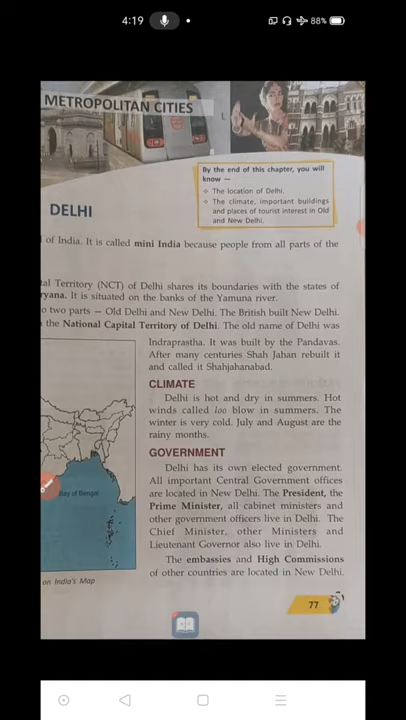 4:19
88%
METROPOLITAN CITIES
By the end of this chapter, you will
know —
The location of Delhi.
The climate, important buildings
and places of tourist interest in Old
and New Delhi.
DELHI
of India. It is called mini India because people from all parts of the
tal Territory (NCT) of Delhi shares its boundaries with the states of
ryana. It is situated on the banks of the Yamuna river.
o two parts — Old Delhi and New Delhi. The British built New Delhi.
the National Capital Territory of Delhi. The old name of Delhi was
Indraprastha. It was built by the Pandavas.
After many centuries Shah Jahan rebuilt it
and called it Shahjahanabad.
CLIMATE
Delhi is hot and dry in summers. Hot
winds called loo blow in summers. The
winter is very cold. July and August are the
rainy months.
GOVERNMENT
Delhi has its own elected government.
All important Central Government offices
are located in New Delhi. The President, the
Prime Minister, all cabinet ministers and
other government officers live in Delhi. The
Chief Minister, other Ministers and
Lieutenant Governor also live in Delhi.
The embassies and High Commissions
of other countries are located in New Delhi.
Bay of Bengal
on India's Map
77